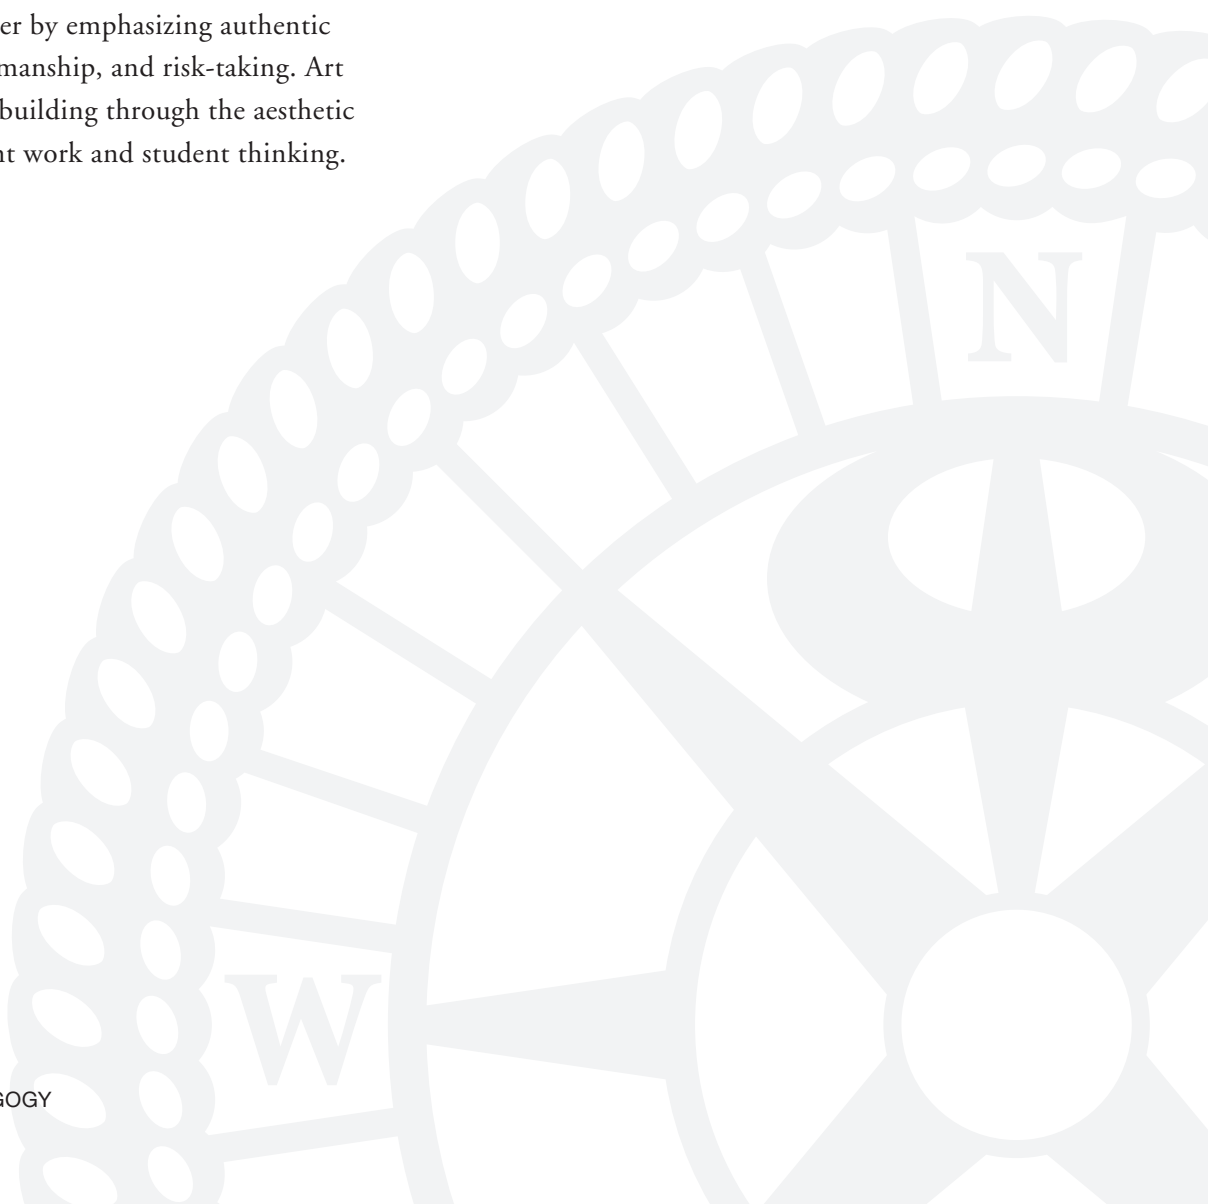 er by emphasizing authentic
manship, and risk-taking. Art
building through the aesthetic
nt work and student thinking.
N
W
GOGY